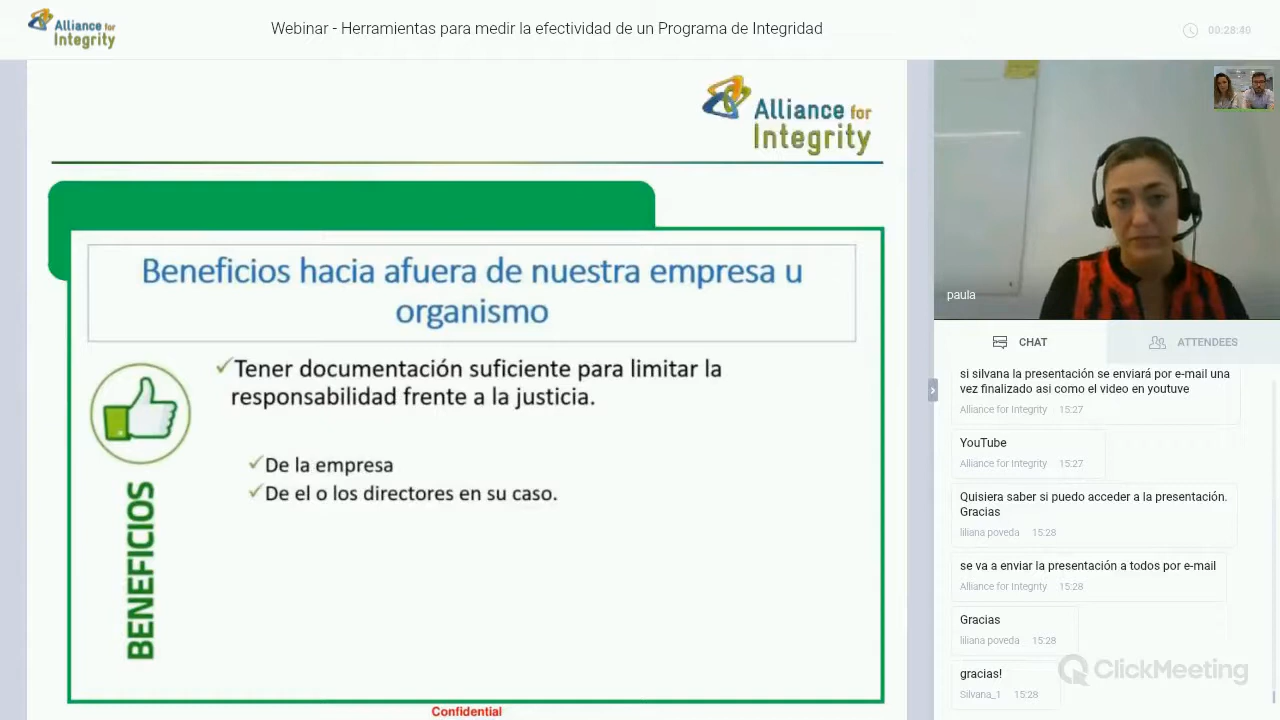 Alliance for
Integrity
Webinar - Herramientas para medir la efectividad de un Programa de Integridad
00:28:40
Alliance for
Integrity
Beneficios hacia afuera de nuestra empresa u
organismo
Tener documentación suficiente para limitar la
responsabilidad frente a la justicia.
De la empresa
De el o los directores en su caso.
BENEFICIOS
Confidential
paula
CHAT
ATTENDEES
si silvana la presentación se enviará por e-mail una
vez finalizado asi como el video en youtuve
Alliance for Integrity 15:27
YouTube
Alliance for Integrity 15:27
Quisiera saber si puedo acceder a la presentación.
Gracias
liliana poveda 15:28
se va a enviar la presentación a todos por e-mail
Alliance for Integrity 15:28
Gracias
liliana poveda 15:28
gracias!
Silvana_1 15:28
ClickMeeting